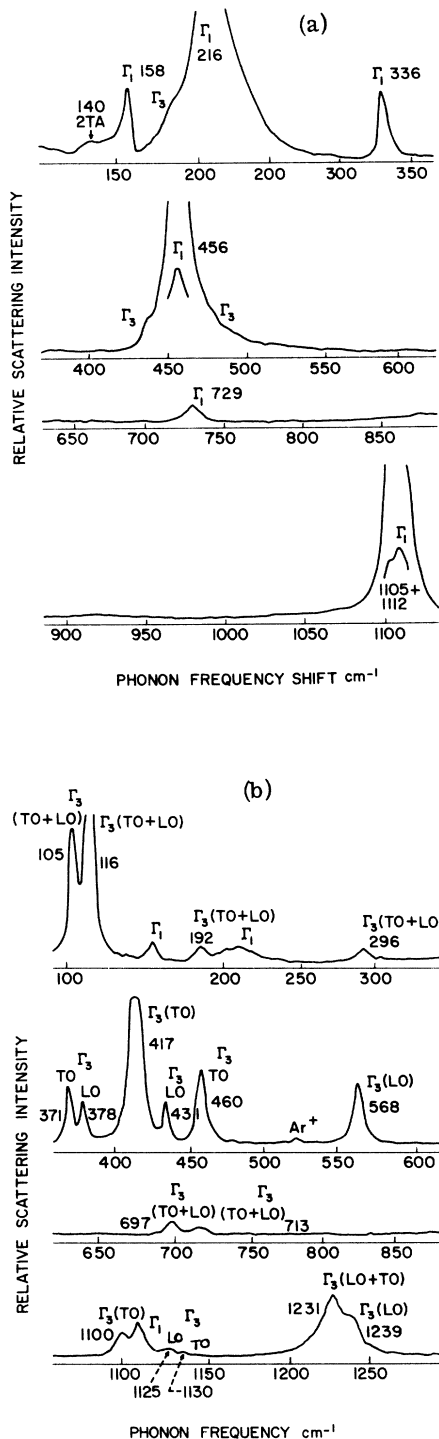 (a)
Γ1 158
Γ1
216
Γ3
140
2TA
Γ1 336
150 200 200 300 350
456
Γ1
Γ3 Γ3
400 450 500 550 600
Γ1 729
650 700 750 800 850
Γ1
1105+
1112
900 950 1000 1050 1100
RELATIVE SCATTERING INTENSITY
PHONON FREQUENCY SHIFT cm-1
(b)
Γ3
(TO+LO) Γ3(TO+LO)
105 116
Γ1
Γ3(TO+LO)
192 Γ1
Γ3(TO+LO)
296
100 150 200 250 300
Γ3(TO)
417
Γ3 Γ3 Γ3
TO LO LO TO
371 378 431 460
Ar+
Γ3(LO)
568
400 450 500 550 600
Γ3 Γ3
697 (TO+LO) (TO+LO) 713
650 700 750 800 850
Γ3(TO)
1100 Γ1 Γ3
LO TO
1125 1130
Γ3(LO+TO)
1231 Γ3(LO)
1239
1100 1150 1200 1250
RELATIVE SCATTERING INTENSITY
PHONON FREQUENCY cm-1